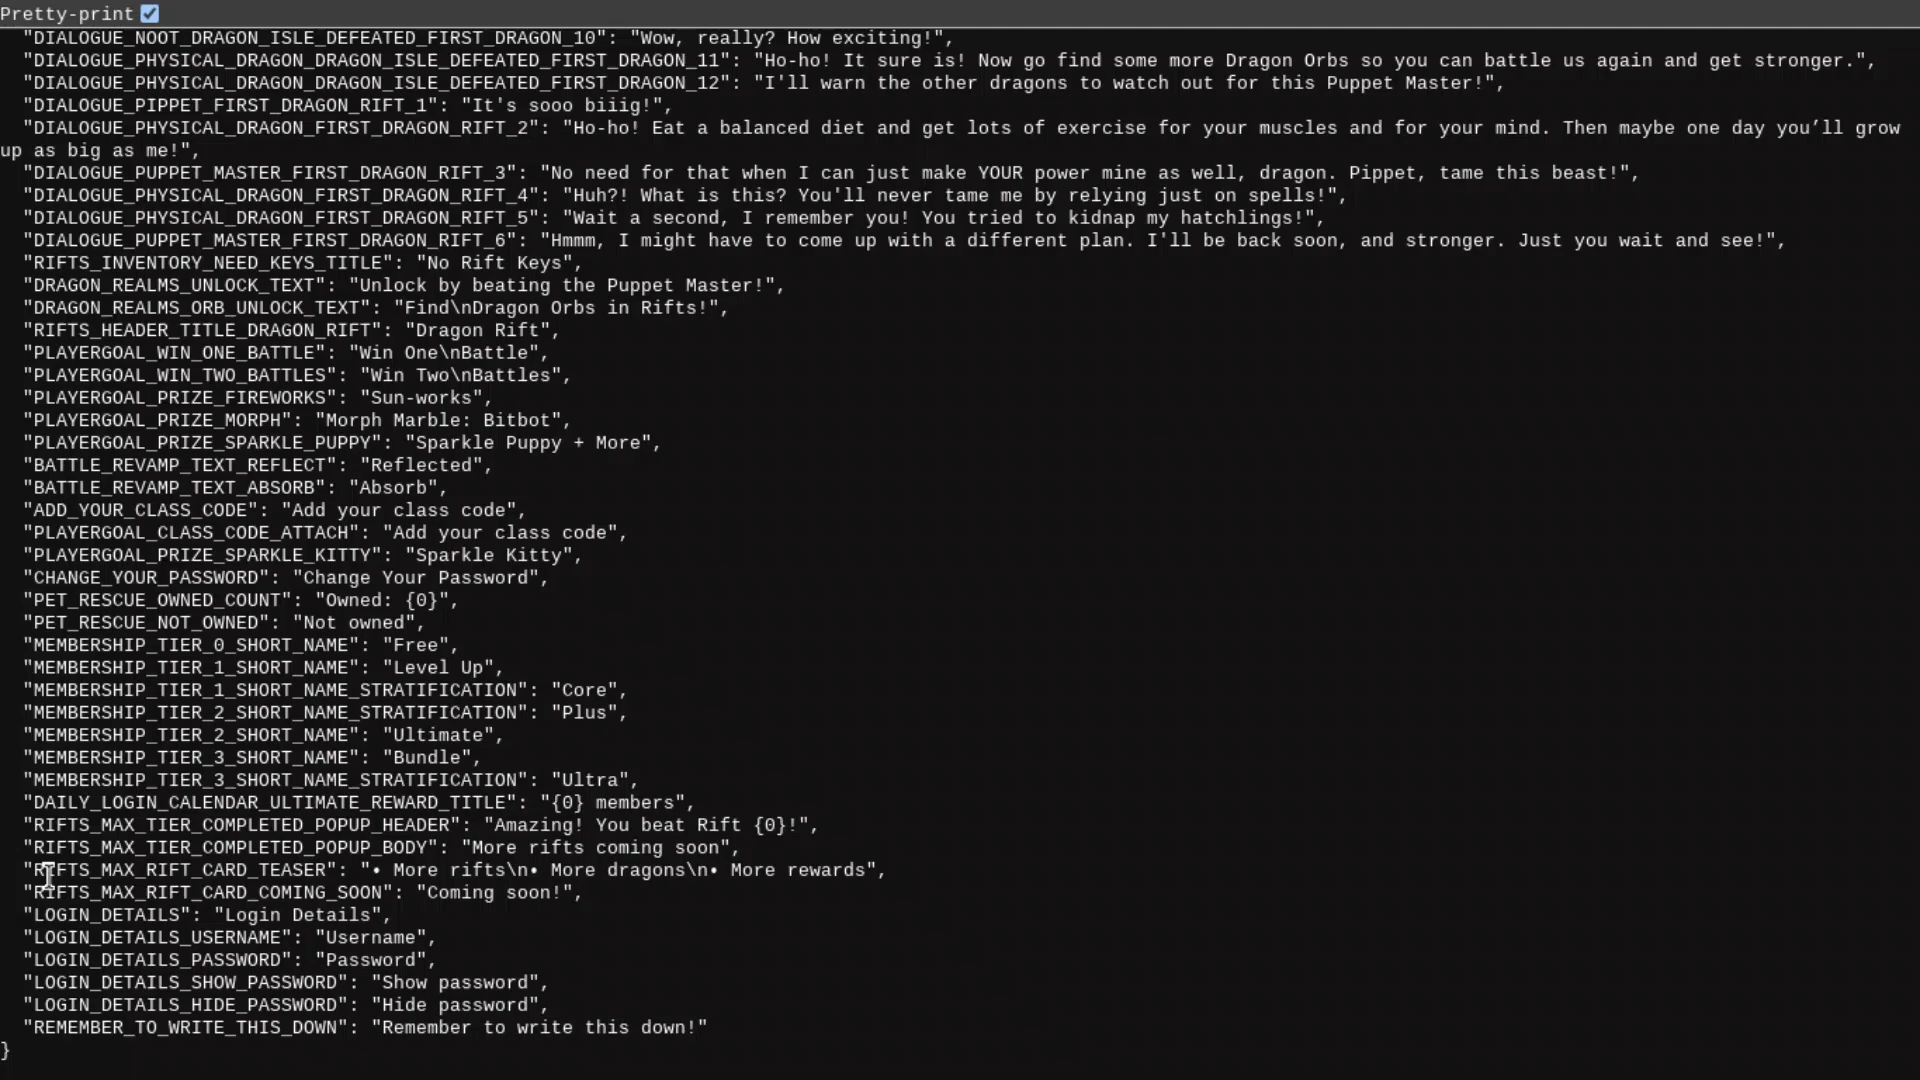 Pretty-print
"DIALOGUE_NOOT_DRAGON_ISLE_DEFEATED_FIRST_DRAGON_10": "Wow, really? How exciting!",
"DIALOGUE_PHYSICAL_DRAGON_DRAGON_ISLE_DEFEATED_FIRST_DRAGON_11": "Ho-ho! It sure is! Now go find some more Dragon Orbs so you can battle us again and get stronger.",
"DIALOGUE_PHYSICAL_DRAGON_DRAGON_ISLE_DEFEATED_FIRST_DRAGON_12": "I'll warn the other dragons to watch out for this Puppet Master!",
"DIALOGUE_PIPPET_FIRST_DRAGON_RIFT_1": "It's sooo biiig!",
"DIALOGUE_PHYSICAL_DRAGON_FIRST_DRAGON_RIFT_2": "Ho-ho! Eat a balanced diet and get lots of exercise for your muscles and for your mind. Then maybe one day you’ll grow
up as big as me!",
"DIALOGUE_PUPPET_MASTER_FIRST_DRAGON_RIFT_3": "No need for that when I can just make YOUR power mine as well, dragon. Pippet, tame this beast!",
"DIALOGUE_PHYSICAL_DRAGON_FIRST_DRAGON_RIFT_4": "Huh?! What is this? You'll never tame me by relying just on spells!",
"DIALOGUE_PHYSICAL_DRAGON_FIRST_DRAGON_RIFT_5": "Wait a second, I remember you! You tried to kidnap my hatchlings!",
"DIALOGUE_PUPPET_MASTER_FIRST_DRAGON_RIFT_6": "Hmmm, I might have to come up with a different plan. I'll be back soon, and stronger. Just you wait and see!",
"RIFTS_INVENTORY_NEED_KEYS_TITLE": "No Rift Keys",
"DRAGON_REALMS_UNLOCK_TEXT": "Unlock by beating the Puppet Master!",
"DRAGON_REALMS_ORB_UNLOCK_TEXT": "Find\nDragon Orbs in Rifts!",
"RIFTS_HEADER_TITLE_DRAGON_RIFT": "Dragon Rift",
"PLAYERGOAL_WIN_ONE_BATTLE": "Win One\nBattle",
"PLAYERGOAL_WIN_TWO_BATTLES": "Win Two\nBattles",
"PLAYERGOAL_PRIZE_FIREWORKS": "Sun-works",
"PLAYERGOAL_PRIZE_MORPH": "Morph Marble: Bitbot",
"PLAYERGOAL_PRIZE_SPARKLE_PUPPY": "Sparkle Puppy + More",
"BATTLE_REVAMP_TEXT_REFLECT": "Reflected",
"BATTLE_REVAMP_TEXT_ABSORB": "Absorb",
"ADD_YOUR_CLASS_CODE": "Add your class code",
"PLAYERGOAL_CLASS_CODE_ATTACH": "Add your class code",
"PLAYERGOAL_PRIZE_SPARKLE_KITTY": "Sparkle Kitty",
"CHANGE_YOUR_PASSWORD": "Change Your Password",
"PET_RESCUE_OWNED_COUNT": "Owned: {0}",
"PET_RESCUE_NOT_OWNED": "Not owned",
"MEMBERSHIP_TIER_0_SHORT_NAME": "Free",
"MEMBERSHIP_TIER_1_SHORT_NAME": "Level Up",
"MEMBERSHIP_TIER_1_SHORT_NAME_STRATIFICATION": "Core",
"MEMBERSHIP_TIER_2_SHORT_NAME_STRATIFICATION": "Plus",
"MEMBERSHIP_TIER_2_SHORT_NAME": "Ultimate",
"MEMBERSHIP_TIER_3_SHORT_NAME": "Bundle",
"MEMBERSHIP_TIER_3_SHORT_NAME_STRATIFICATION": "Ultra",
"DAILY_LOGIN_CALENDAR_ULTIMATE_REWARD_TITLE": "{0} members",
"RIFTS_MAX_TIER_COMPLETED_POPUP_HEADER": "Amazing! You beat Rift {0}!",
"RIFTS_MAX_TIER_COMPLETED_POPUP_BODY": "More rifts coming soon",
"RIFTS_MAX_RIFT_CARD_TEASER": "• More rifts\n• More dragons\n• More rewards",
"RIFTS_MAX_RIFT_CARD_COMING_SOON": "Coming soon!",
"LOGIN_DETAILS": "Login Details",
"LOGIN_DETAILS_USERNAME": "Username",
"LOGIN_DETAILS_PASSWORD": "Password",
"LOGIN_DETAILS_SHOW_PASSWORD": "Show password",
"LOGIN_DETAILS_HIDE_PASSWORD": "Hide password",
"REMEMBER_TO_WRITE_THIS_DOWN": "Remember to write this down!"
}